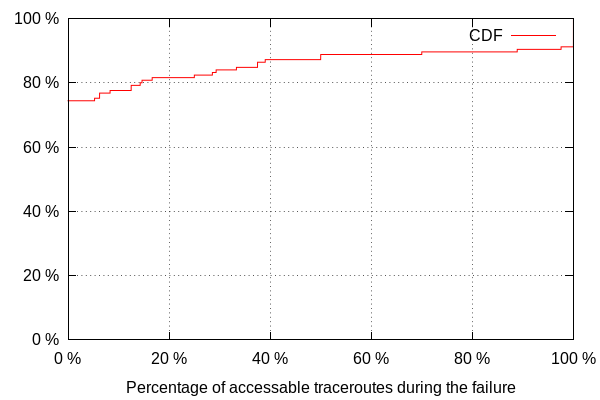 100 %
CDF
80 %
60 %
40 %
20 %
0 %
0 % 20 % 40 % 60 % 80 % 100 %
Percentage of accessable traceroutes during the failure